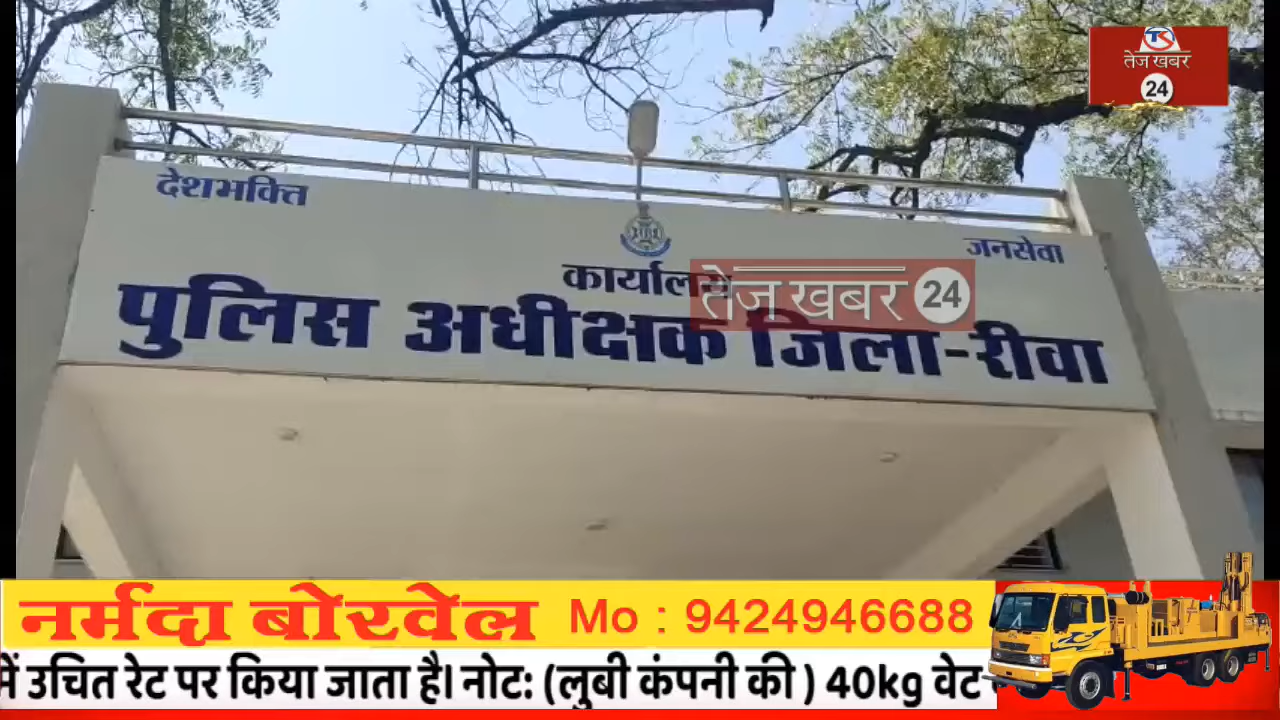 तेज खबर
24
देशभक्ति
जनसेवा
कार्यालय
तेज खबर 24
पुलिस अधीक्षक जिला-रीवा
नर्मदा बोरवेल Mo : 9424946688
में उचित रेट पर किया जाता है। नोट: (लुबी कंपनी की ) 40kg वेट